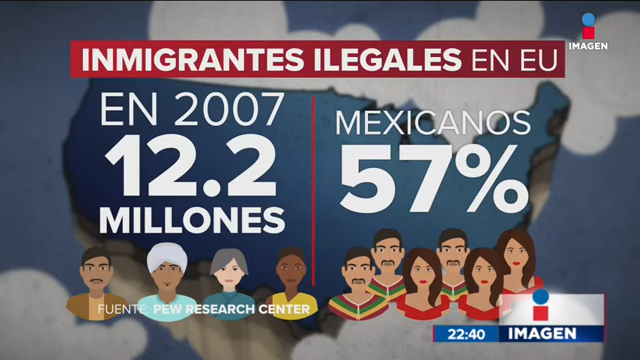 IMAGEN
INMIGRANTES ILEGALES EN EU
EN 2007
12.2
MILLONES
MEXICANOS
57%
FUENTE: PEW RESEARCH CENTER
22:40
IMAGEN